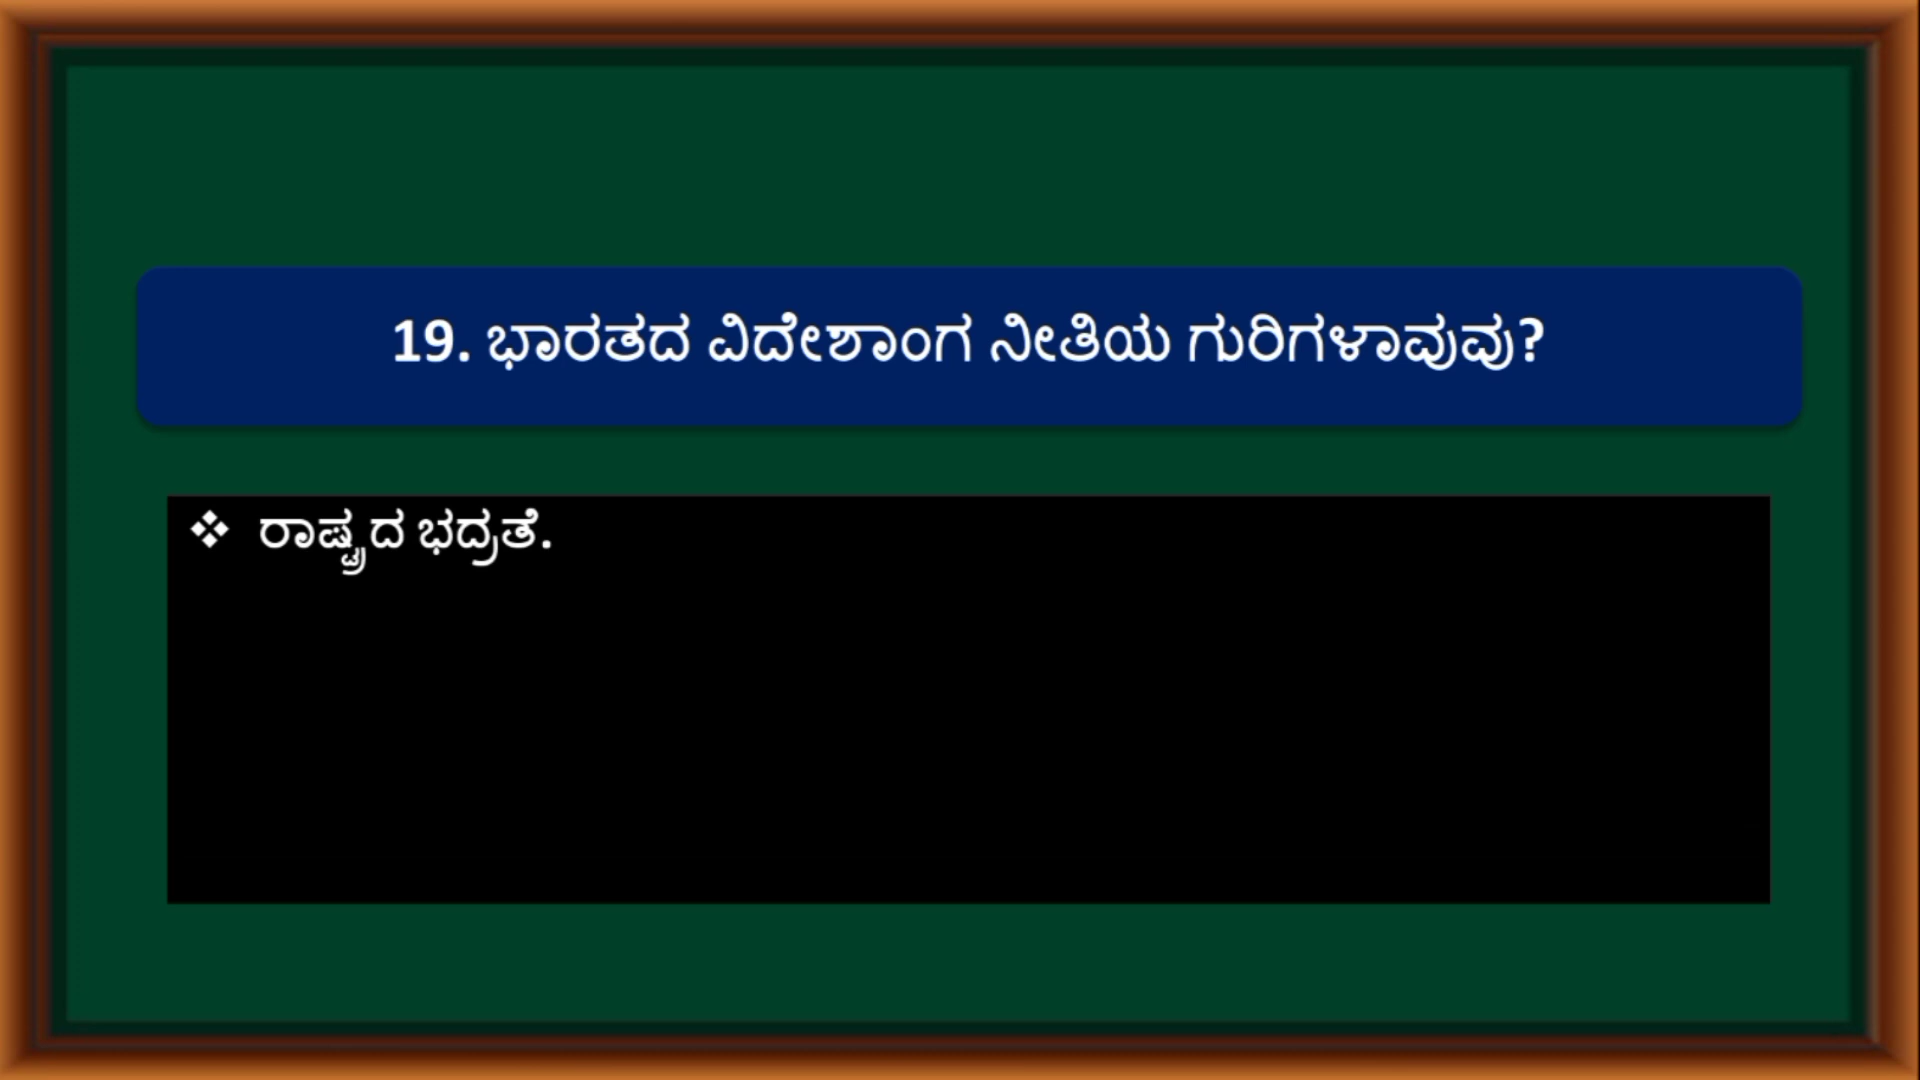 19. ಭಾರತದ ವಿದೇಶಾಂಗ ನೀತಿಯ ಗುರಿಗಳಾವುವು?
❖ ರಾಷ್ಟ್ರದ ಭದ್ರತೆ.